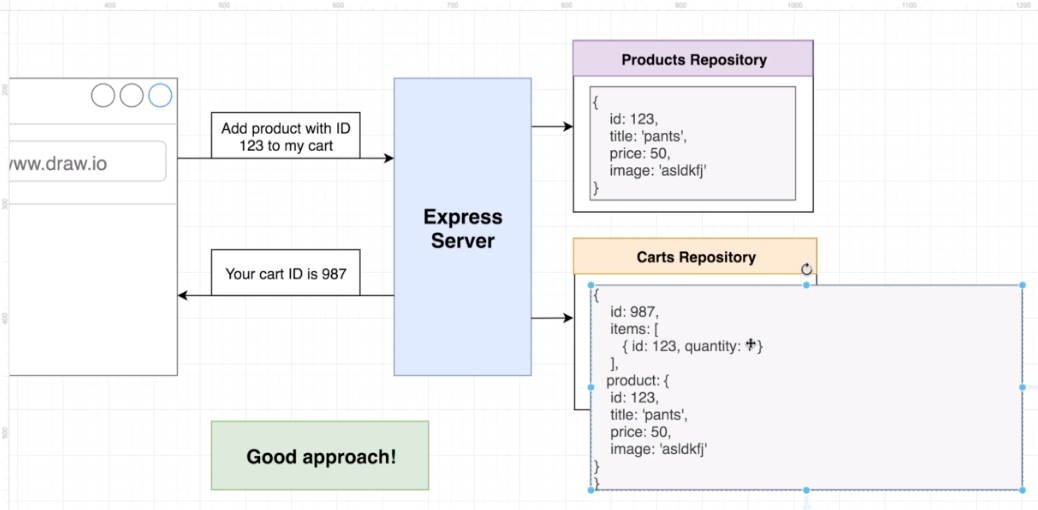 400 500 600 700 800 900 1000 1100 1200
200
300
400
500
www.draw.io
Add product with ID
123 to my cart
Your cart ID is 987
Express
Server
Good approach!
Products Repository
{
id: 123,
title: 'pants',
price: 50,
image: 'asldkfj'
}
Carts Repository
{
id: 987,
items: [
{ id: 123, quantity: }
],
product: {
id: 123,
title: 'pants',
price: 50,
image: 'asldkfj'
}
}